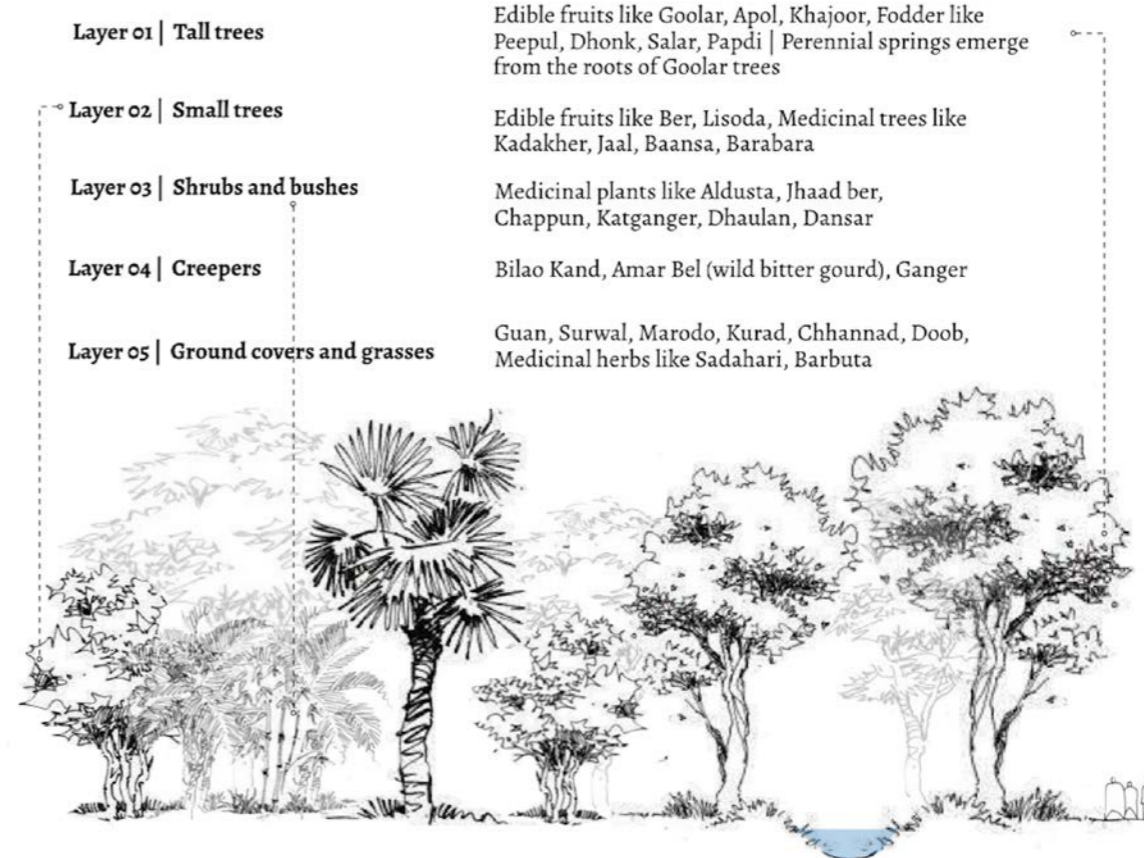 Layer 01 | Tall trees
Edible fruits like Goolar, Apol, Khajoor, Fodder like
Peepul, Dhonk, Salar, Papdi | Perennial springs emerge
from the roots of Goolar trees
Layer 02 | Small trees
Edible fruits like Ber, Lisoda, Medicinal trees like
Kadakher, Jaal, Baansa, Barabara
Layer 03 | Shrubs and bushes
Medicinal plants like Aldusta, Jhaad ber,
Chappun, Katganger, Dhaulan, Dansar
Layer 04 | Creepers
Bilao Kand, Amar Bel (wild bitter gourd), Ganger
Layer 05 | Ground covers and grasses
Guan, Surwal, Marodo, Kurad, Chhannad, Doob,
Medicinal herbs like Sadahari, Barbuta